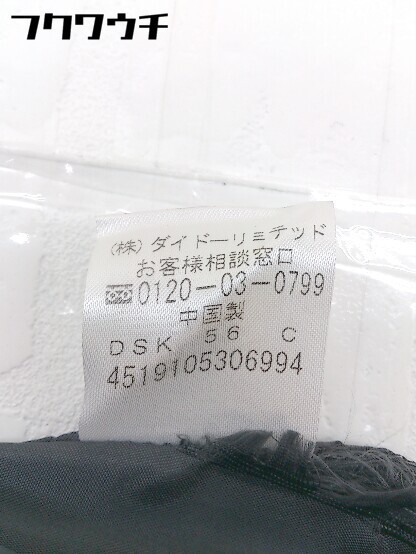 フクワウチ
(株)ダイドーリミテッド
お客様相談窓口
0120-03-0799
中国製
DSK 56 C
4519105306994